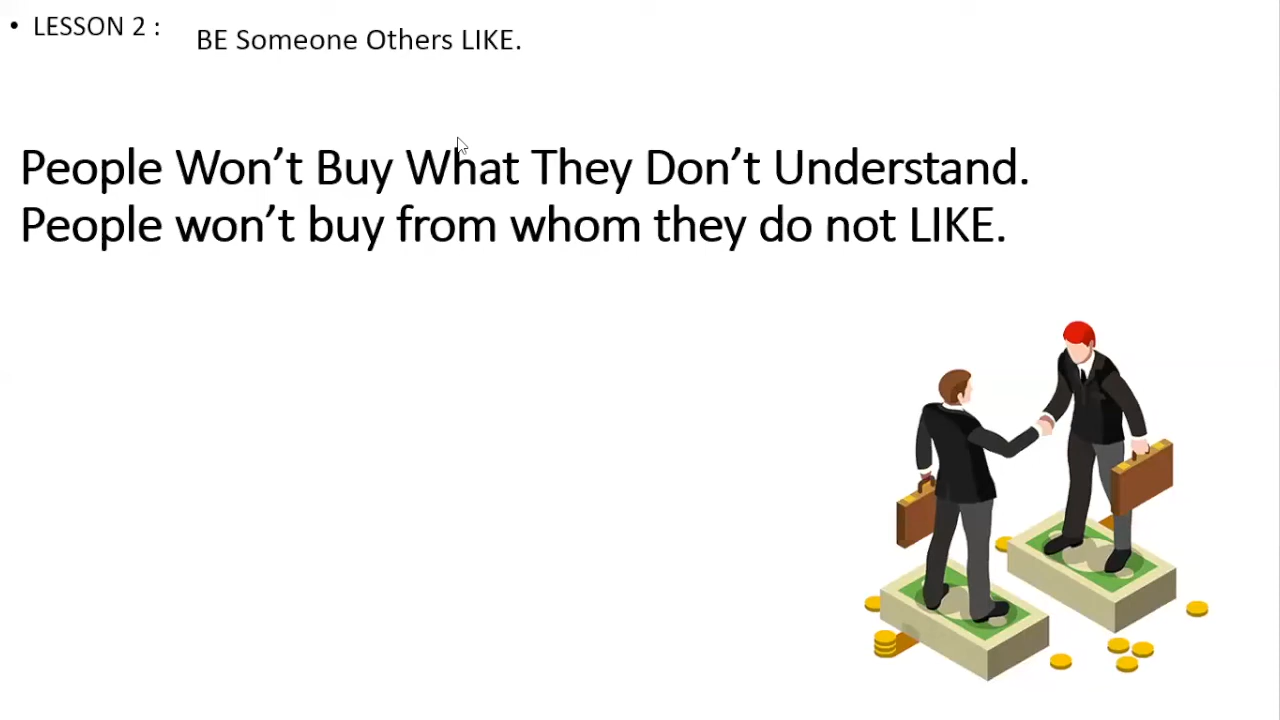 • LESSON 2 :
BE Someone Others LIKE.
People Won’t Buy What They Don’t Understand.
People won’t buy from whom they do not LIKE.